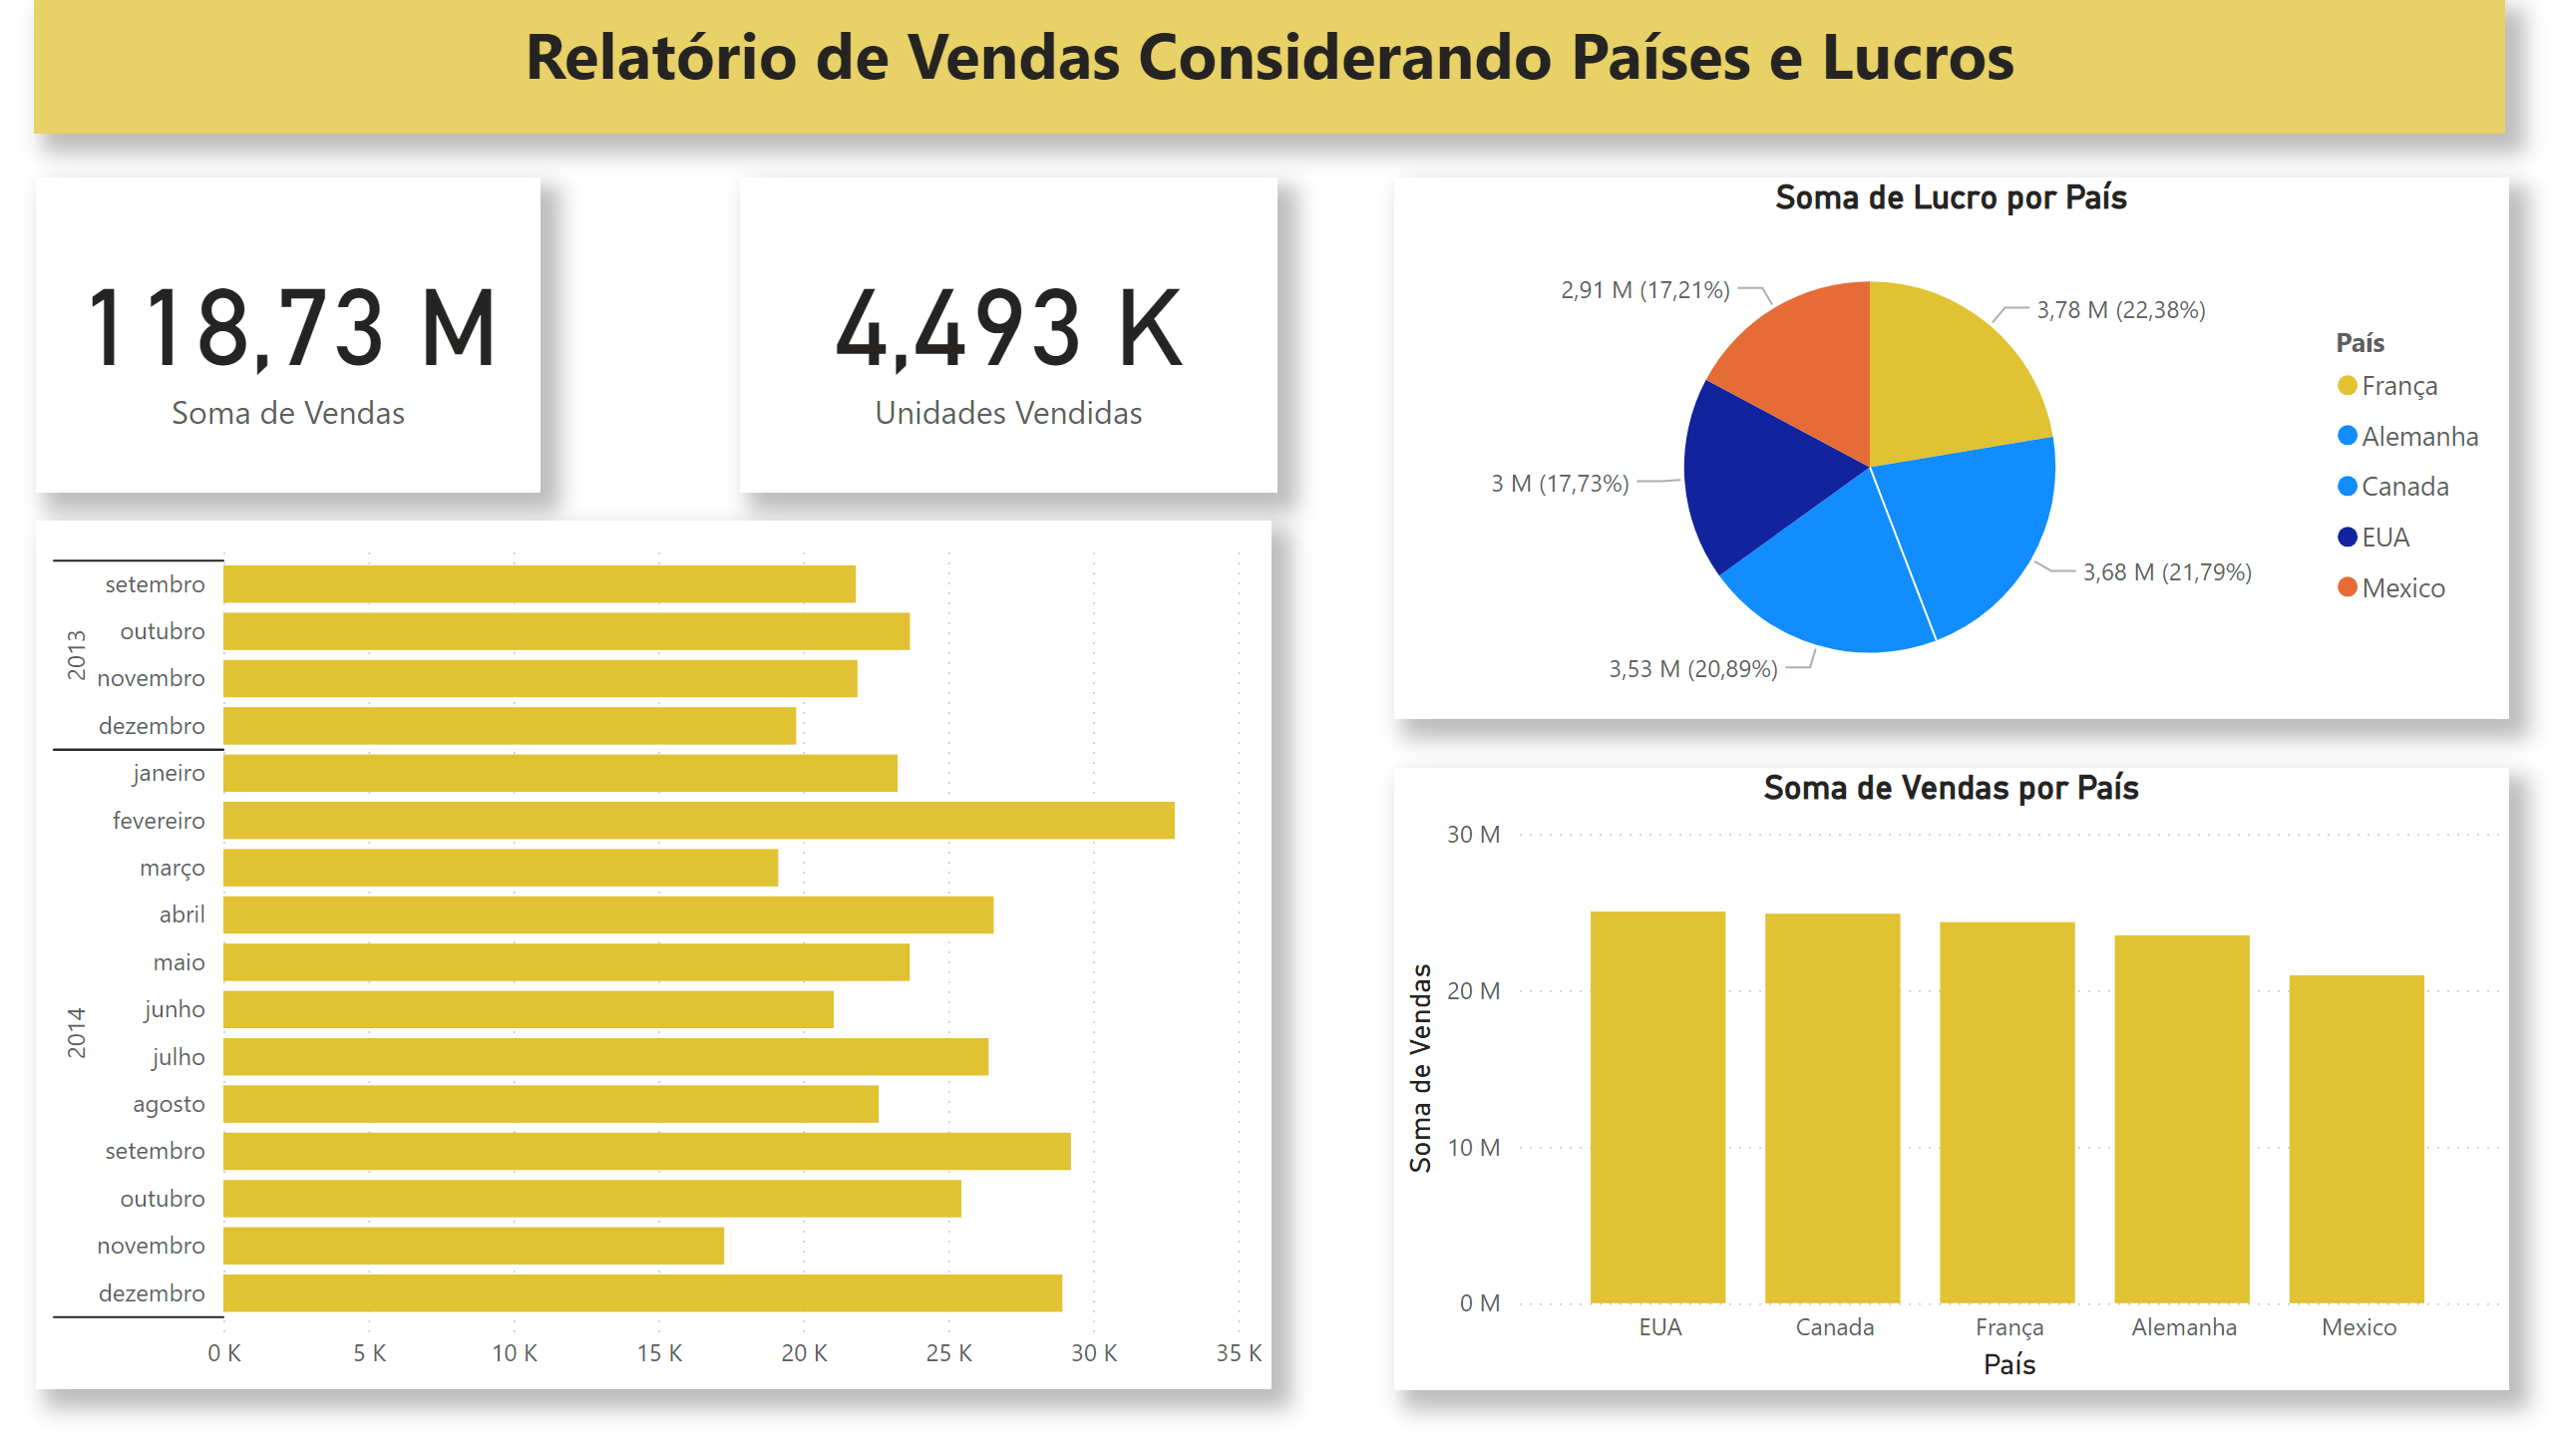 Relatório de Vendas Considerando Países e Lucros
118,73 M
Soma de Vendas
4,493 K
Unidades Vendidas
2013
setembro
outubro
novembro
dezembro
2014
janeiro
fevereiro
março
abril
maio
junho
julho
agosto
setembro
outubro
novembro
dezembro
0 K 5 K 10 K 15 K 20 K 25 K 30 K 35 K
Soma de Lucro por País
2,91 M (17,21%)
3,78 M (22,38%)
3 M (17,73%)
3,68 M (21,79%)
3,53 M (20,89%)
País
França
Alemanha
Canada
EUA
Mexico
Soma de Vendas por País
Soma de Vendas
30 M
20 M
10 M
0 M
EUA Canada França Alemanha Mexico
País